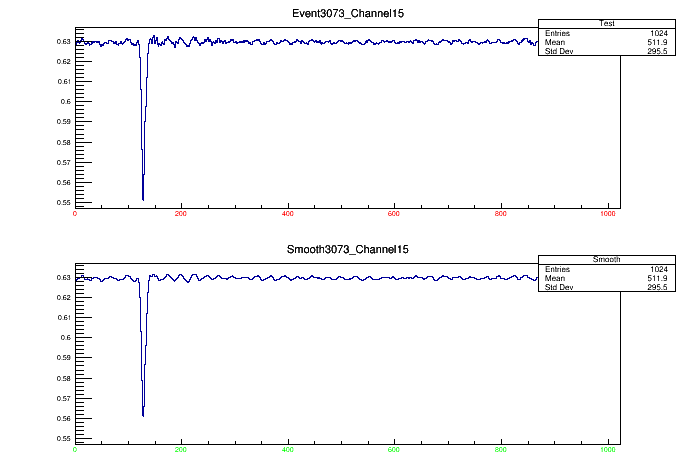 Event3073_Channel15
Test
Entries 1024
Mean 511.9
Std Dev 295.5
0.63
0.62
0.61
0.6
0.59
0.58
0.57
0.56
0.55
0 200 400 600 800 1000
Smooth3073_Channel15
Smooth
Entries 1024
Mean 511.9
Std Dev 295.5
0.63
0.62
0.61
0.6
0.59
0.58
0.57
0.56
0.55
0 200 400 600 800 1000